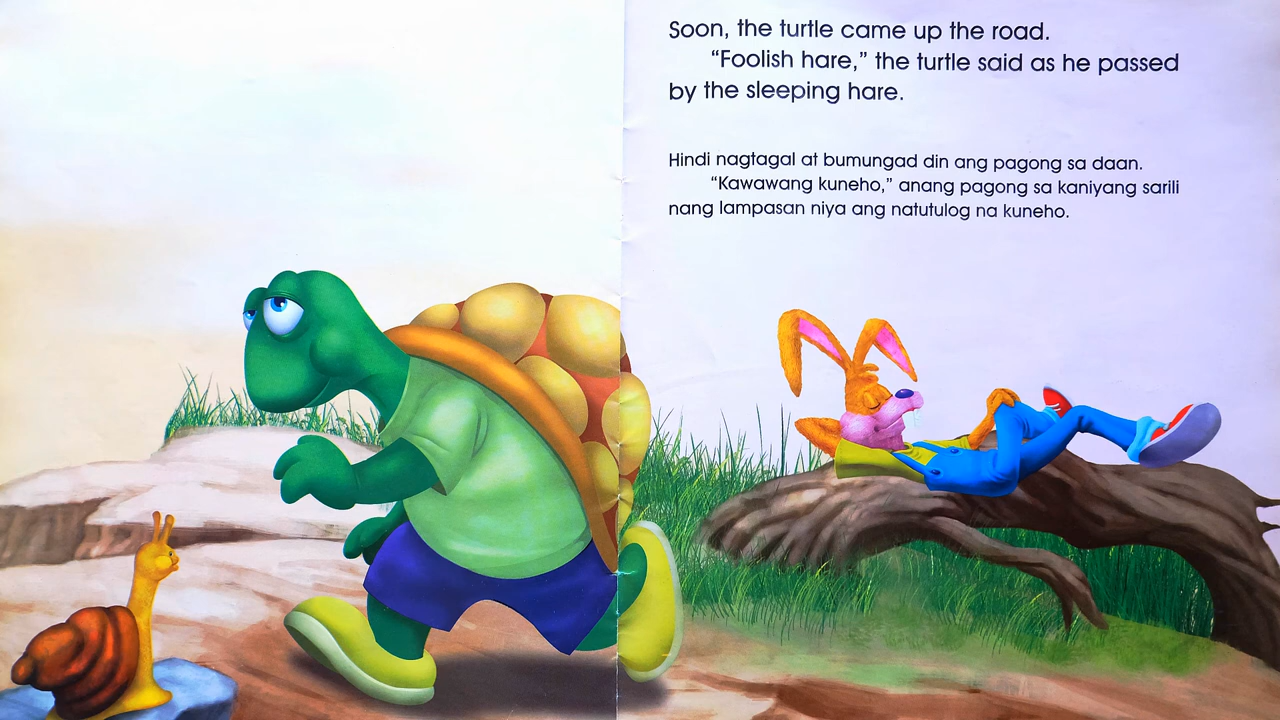 Soon, the turtle came up the road.
“Foolish hare,” the turtle said as he passed
by the sleeping hare.
Hindi nagtagal at bumungad din ang pagong sa daan.
“Kawawang kuneho,” anang pagong sa kaniyang sarili
nang lampasan niya ang natutulog na kuneho.